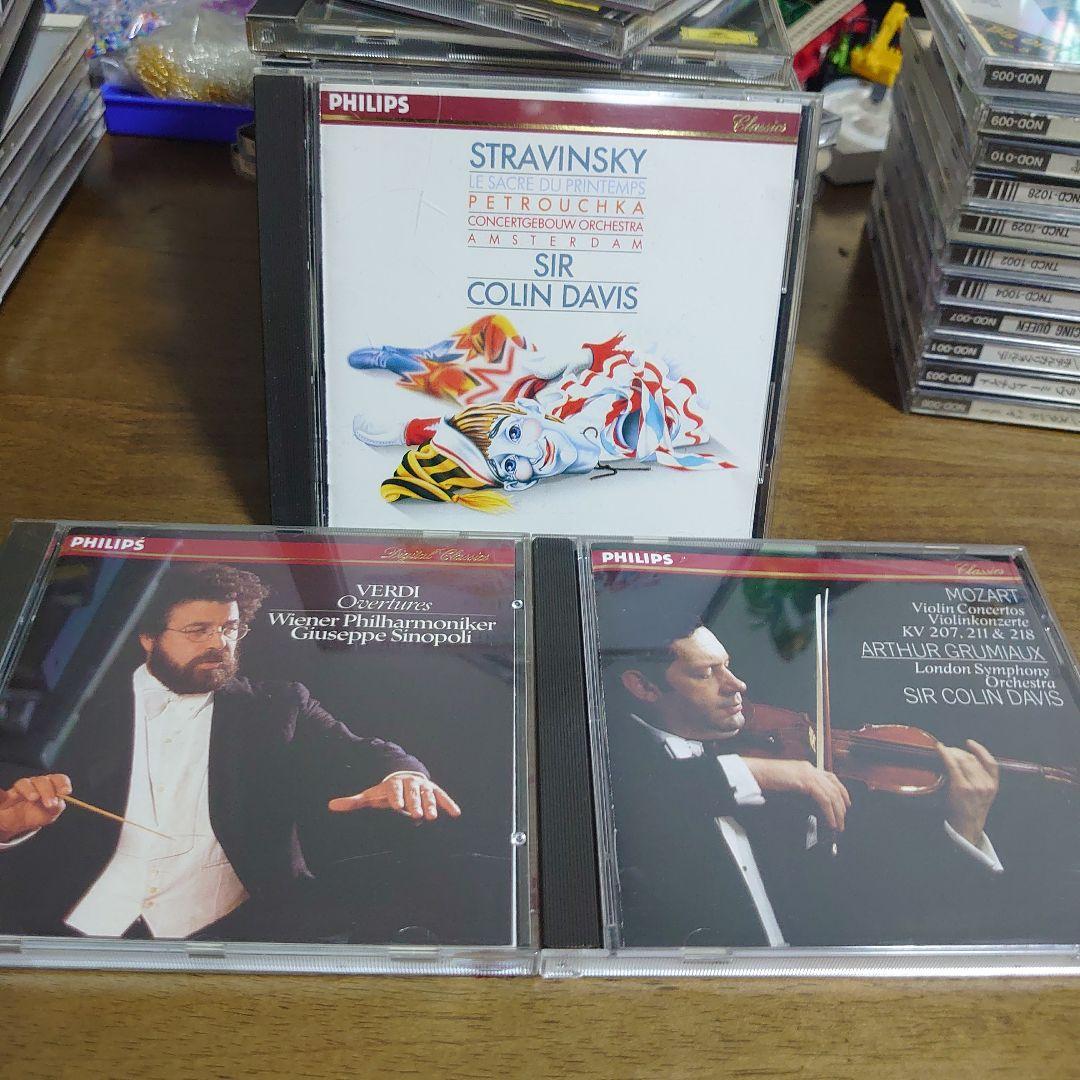 PHILIPS
Classics
STRAVINSKY
LE SACRE DU PRINTEMPS
PETROUCHKA
CONCERTGEBOUW ORCHESTRA
AMSTERDAM
SIR
COLIN DAVIS
PHILIPS
Digital Classics
VERDI
Overtures
Wiener Philharmoniker
Giuseppe Sinopoli
PHILIPS
Classics
MOZART
Violin Concertos
Violinkonzerte
KV 207, 211 & 218
ARTHUR GRUMIAUX
London Symphony
Orchestra
SIR COLIN DAVIS
NOD-005
NOD-009
NOD-010
TNCD-1028
TNCD-1029
TNCD-1002
TNCD-1004
NOD-007
CING QUEEN
NOD-001
NOD-003